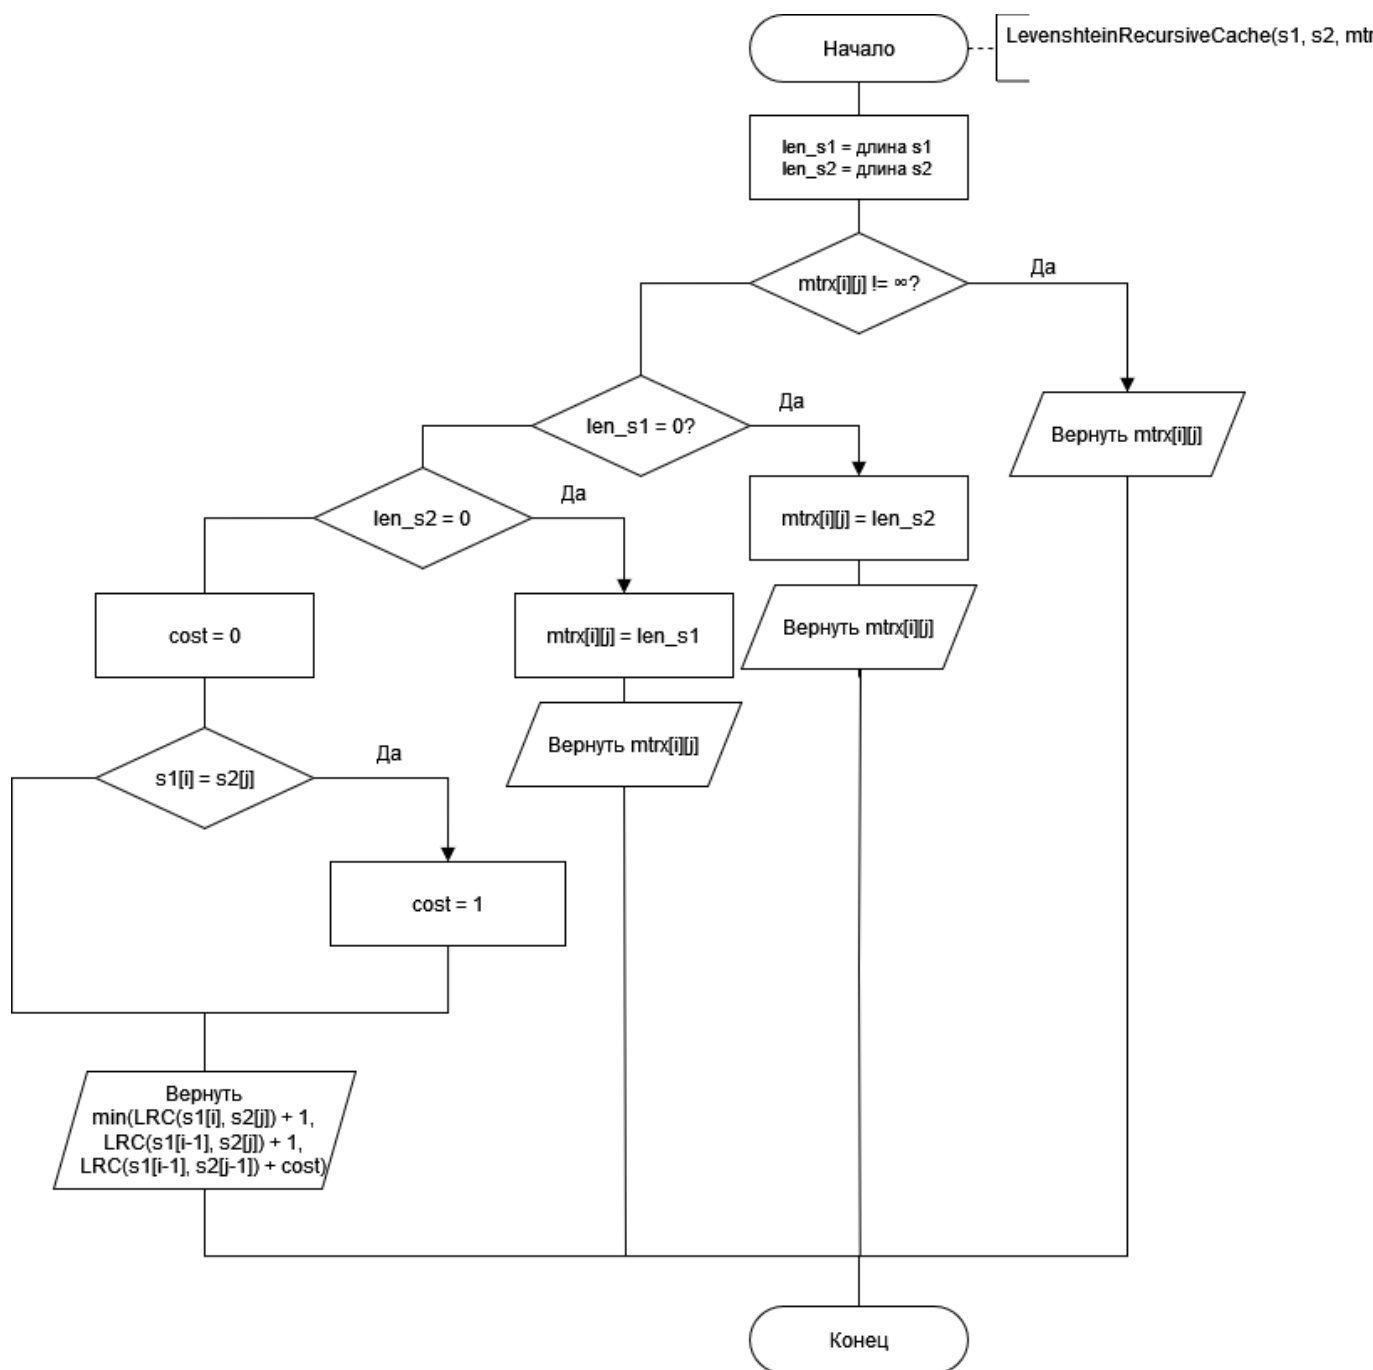 Начало
LevenshteinRecursiveCache(s1, s2,
len_s1 = длина s1
len_s2 = длина s2
mtrx[i][j] != ∞?
Да
len_s1 = 0?
Да
Вернуть mtrx[i][j]
len_s2 = 0
Да
mtrx[i][j] = len_s2
cost = 0
mtrx[i][j] = len_s1
Вернуть mtrx[i][j]
s1[i] = s2[j]
Да
Вернуть mtrx[i][j]
cost = 1
Вернуть
min(LRC(s1[i], s2[j]) + 1,
LRC(s1[i-1], s2[j]) + 1,
LRC(s1[i-1], s2[j-1]) + cost)
Конец